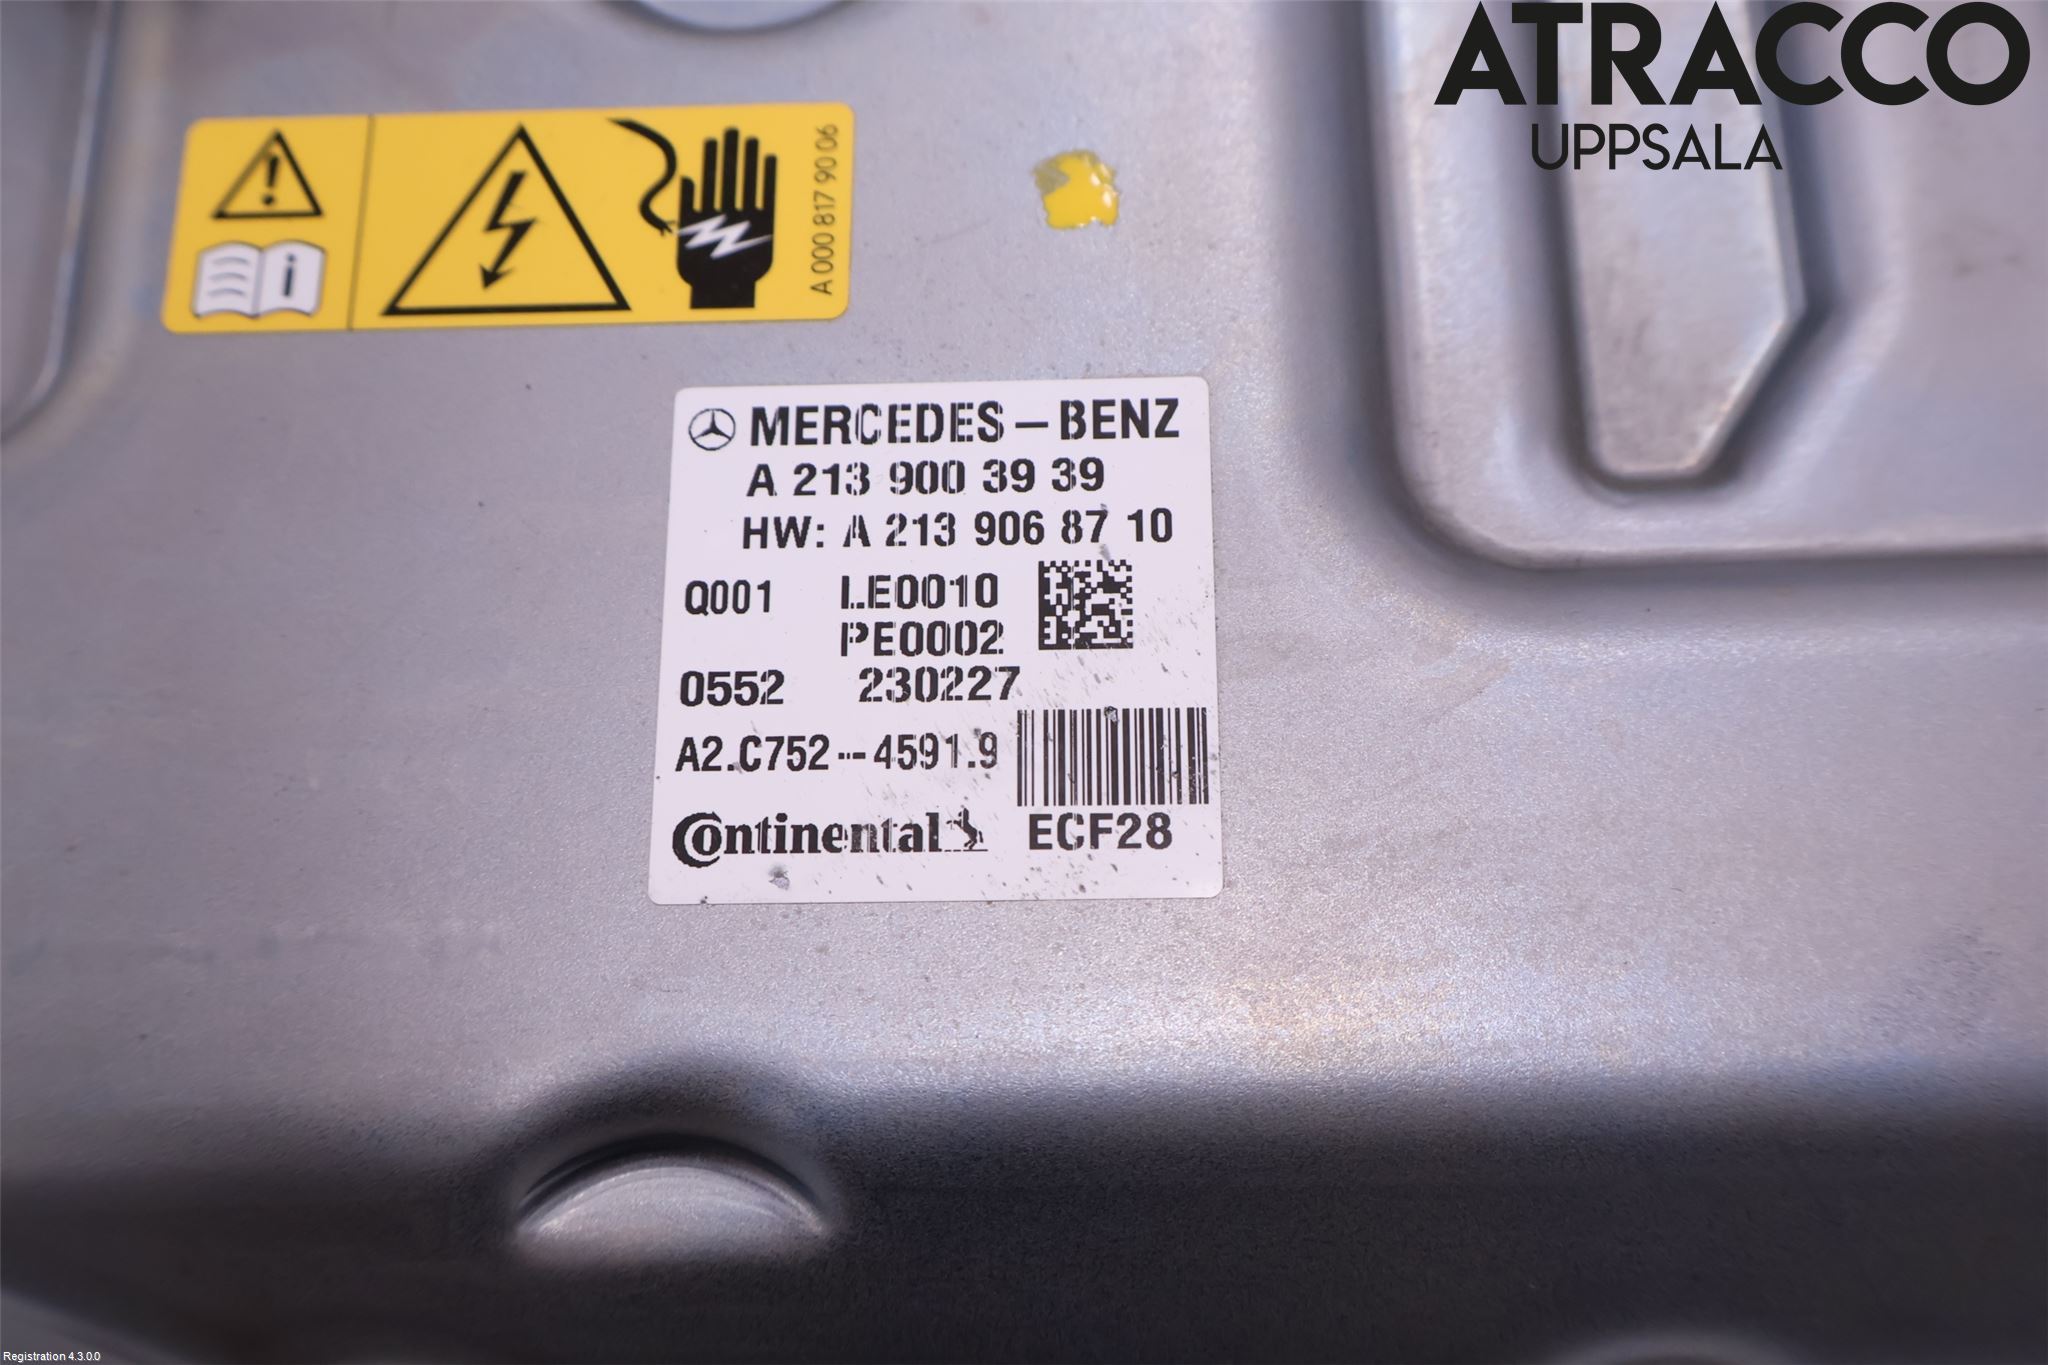 ATRACCO
UPPSALA
A 000 817 90 06
MERCEDES-BENZ
A 213 900 39 39
HW: A 213 906 87 10
Q001 LE0010
PE0002
0552 230227
A2.C752--4591.9
Continental ECF28
Registration 4.3.0.0